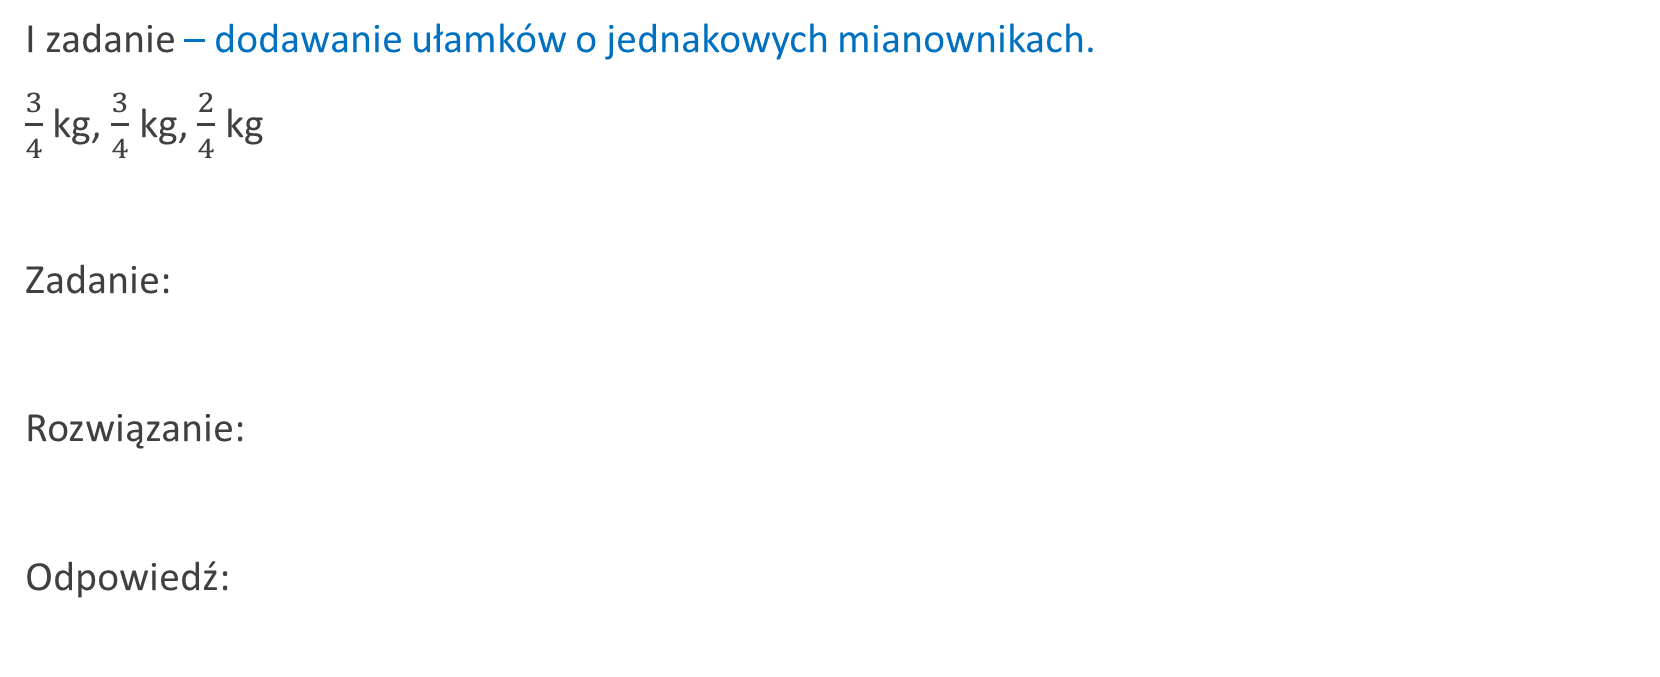 I zadanie – dodawanie ułamków o jednakowych mianownikach.
3/4 kg, 3/4 kg, 2/4 kg
Zadanie:
Rozwiązanie:
Odpowiedź: